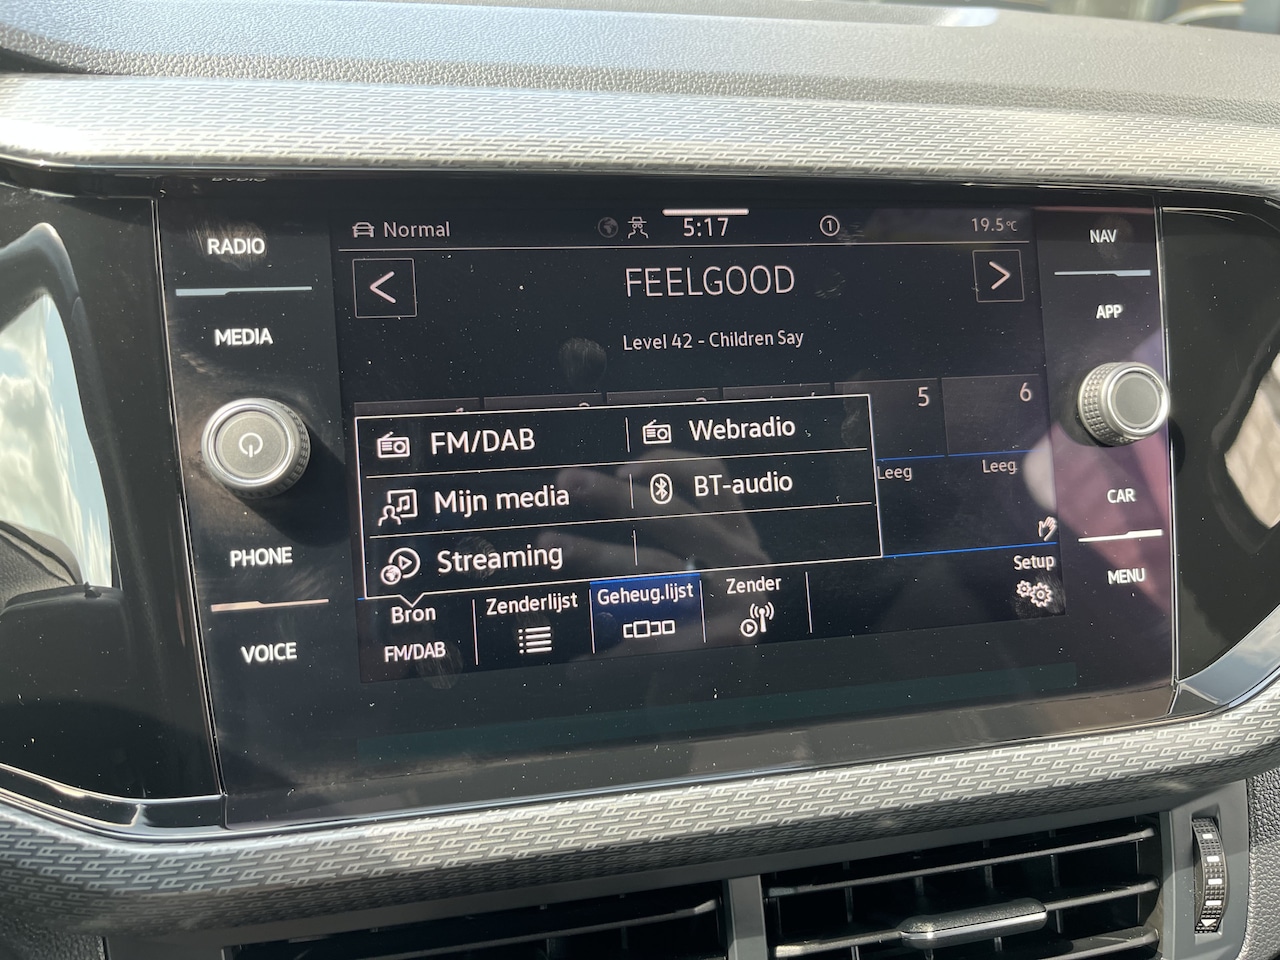 RADIO
MEDIA
PHONE
VOICE
Normal
5:17
1
19.5°C
FEELGOOD
Level 42 - Children Say
5
6
Leeg
Leeg
FM/DAB
Webradio
Mijn media
BT-audio
Streaming
Bron
FM/DAB
Zenderlijst
Geheug.lijst
Zender
Setup
NAV
APP
CAR
MENU